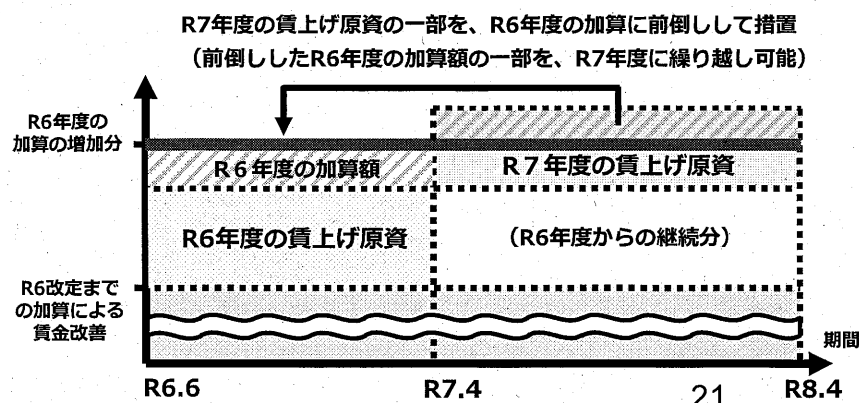 R7年度の賃上げ原資の一部を、R6年度の加算に前倒しして措置
(前倒ししたR6年度の加算額の一部を、R7年度に繰り越し可能)
R6年度の
加算の増加分
R6年度の加算額
R7年度の賃上げ原資
R6年度の賃上げ原資
(R6年度からの継続分)
R6改定まで
の加算による
賃金改善
期間
R6.6
R7.4
21
R8.4